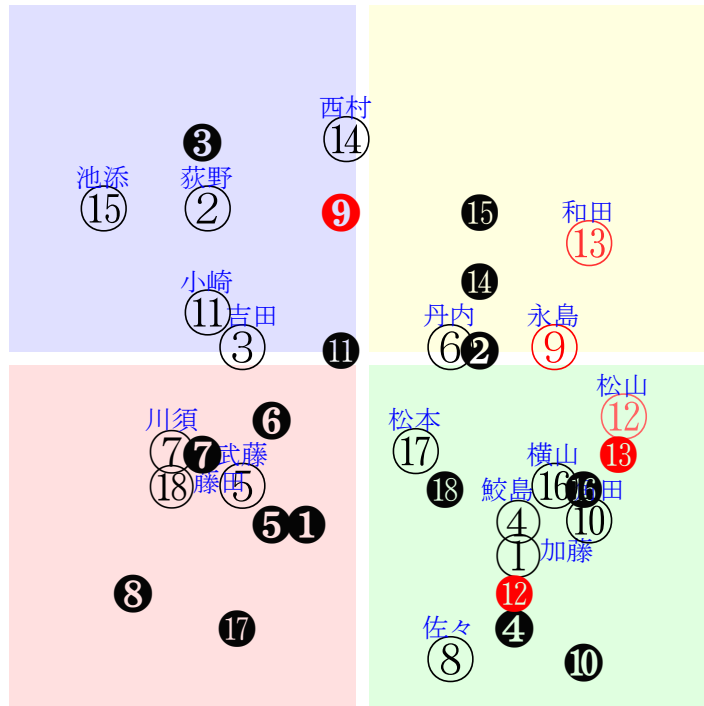 西村
❸ ⑭
池添 荻野
⑮ ② ❾ ⓯ 和田
⑬
小崎 ⓮
⑪ 吉田 丹内 永島
③ ⓫ ⑥ ❷ ⑨
松山
川須 ❻ 松本 ⑫
⑦ ❼ 武藤 ⑰ 横山 ⓭
⑱ 藤田 ⑤ ⓲ 鮫島 ⑯ ⓰ 田
❺ ❶ ④ ⑩
① 加藤
❽ ⓬
⓱ 佐々 ❹
⑧ ❿